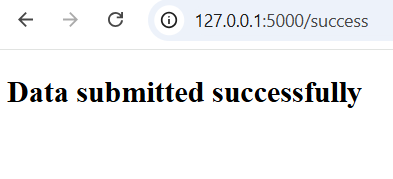 127.0.0.1:5000/success
Data submitted successfully